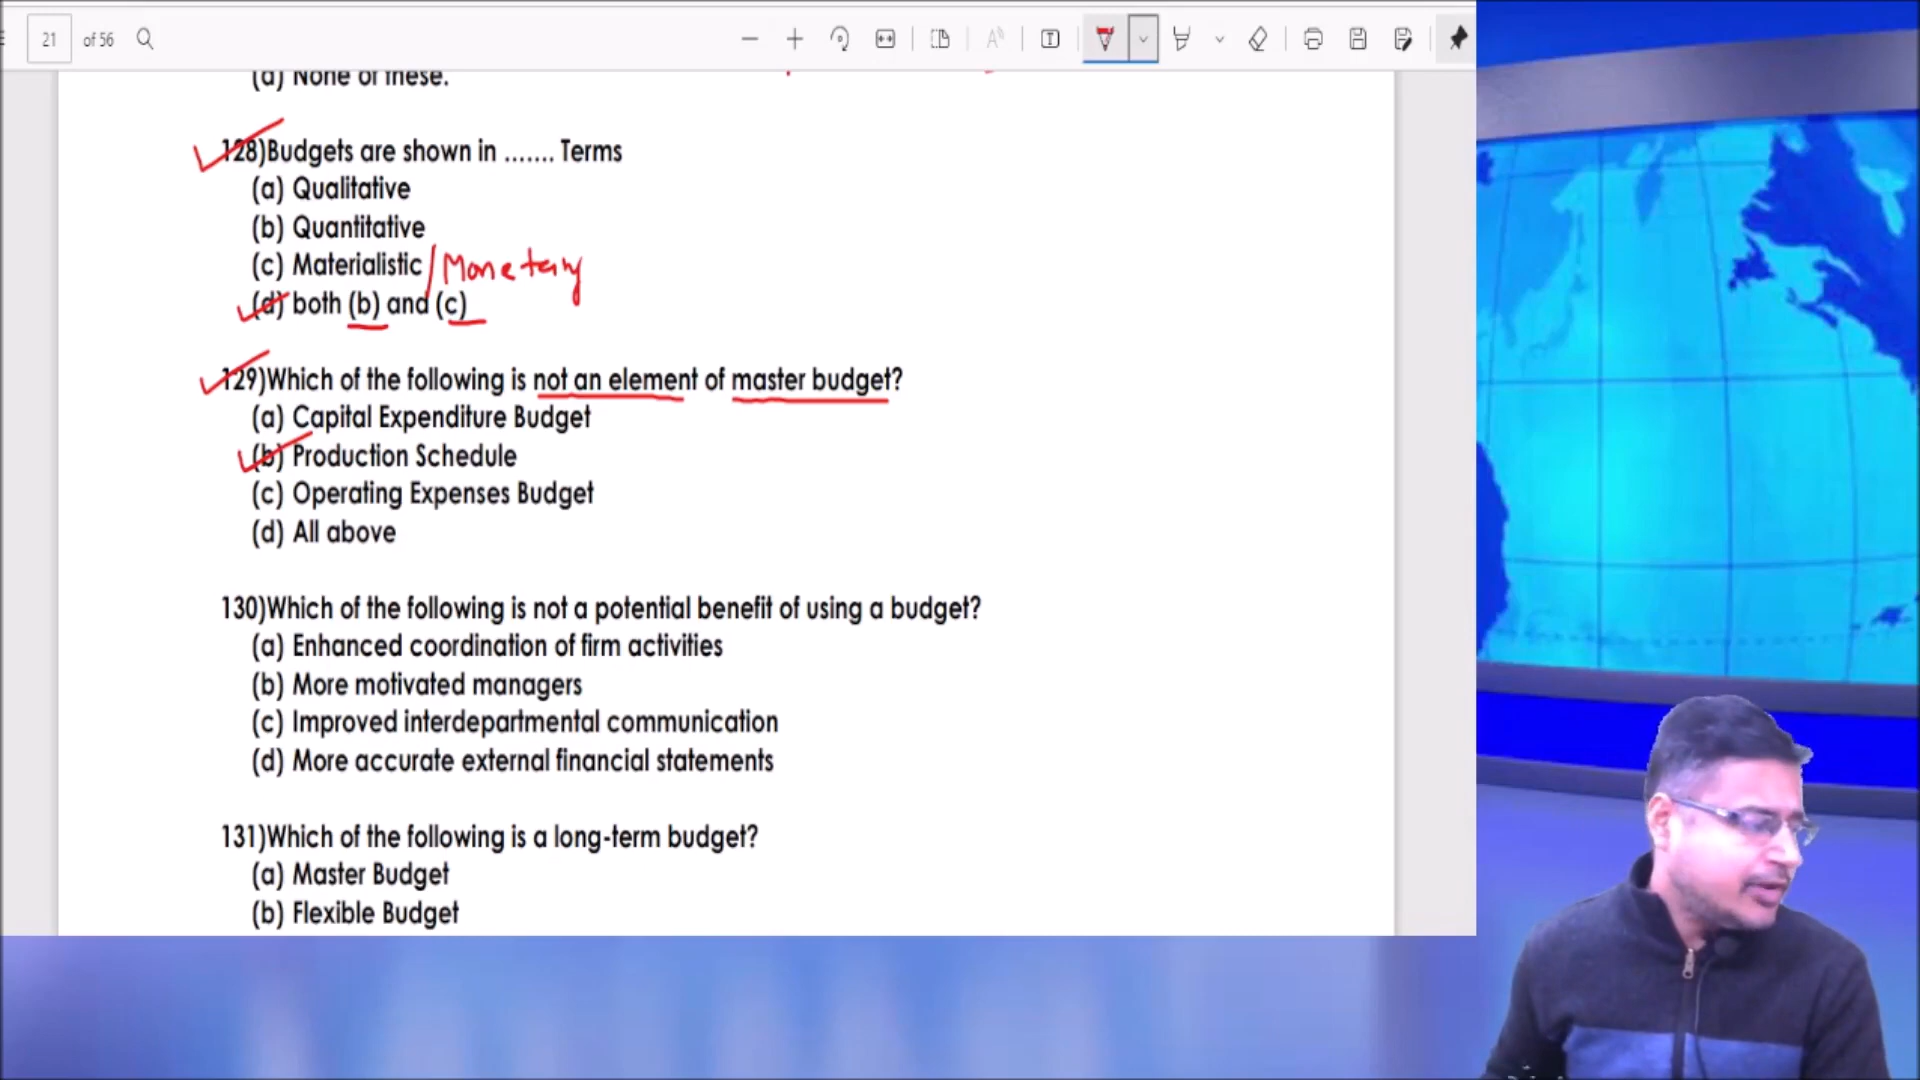 21 of 56
(d) None of these.
128)Budgets are shown in ....... Terms
(a) Qualitative
(b) Quantitative
(c) Materialistic / Monetary
(d) both (b) and (c)
129)Which of the following is not an element of master budget?
(a) Capital Expenditure Budget
(b) Production Schedule
(c) Operating Expenses Budget
(d) All above
130)Which of the following is not a potential benefit of using a budget?
(a) Enhanced coordination of firm activities
(b) More motivated managers
(c) Improved interdepartmental communication
(d) More accurate external financial statements
131)Which of the following is a long-term budget?
(a) Master Budget
(b) Flexible Budget